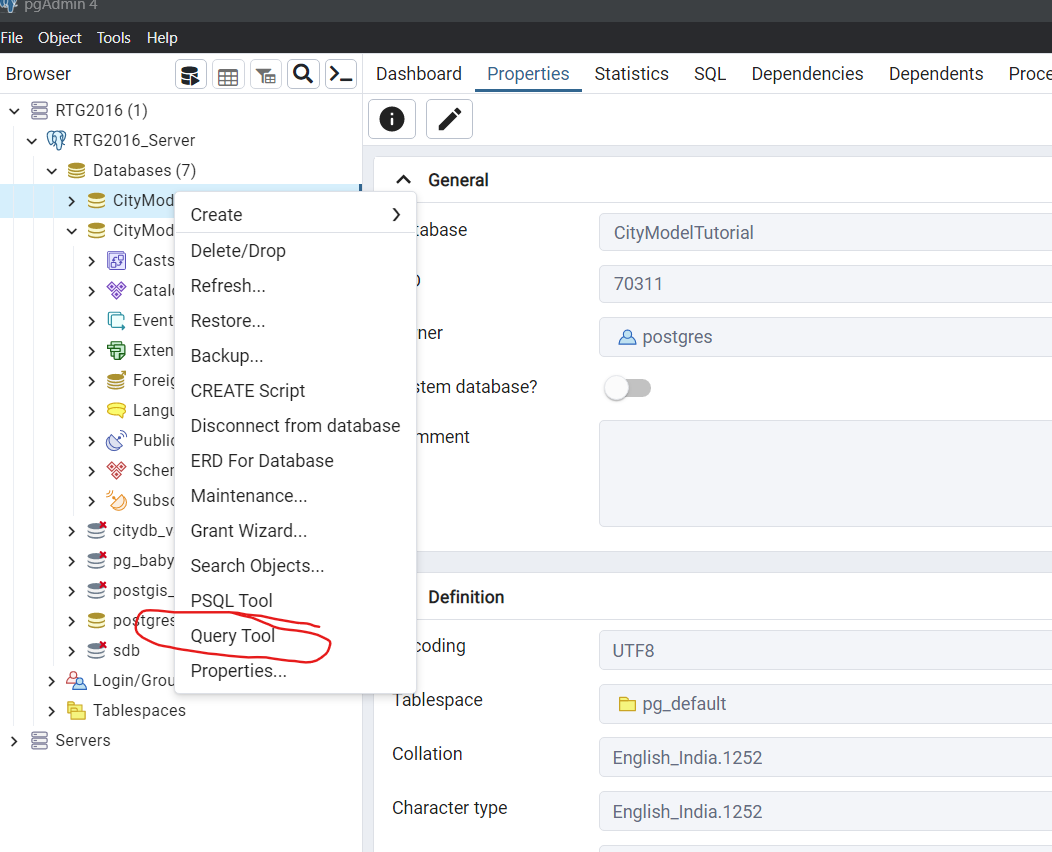 pgAdmin 4
File Object Tools Help
Browser
Dashboard Properties Statistics SQL Dependencies Dependents Proce
RTG2016 (1)
RTG2016_Server
Databases (7)
CityMod
CityMod
Casts
Catal
Event
Exten
Foreig
Langu
Public
Schem
Subsc
citydb_v
pg_baby
postgis_
postgres
sdb
Login/Grou
Tablespaces
Servers
Create
Delete/Drop
Refresh...
Restore...
Backup...
CREATE Script
Disconnect from database
ERD For Database
Maintenance...
Grant Wizard...
Search Objects...
PSQL Tool
Query Tool
Properties...
General
tabase
CityModelTutorial
70311
ner
postgres
stem database?
mment
Definition
coding
UTF8
Tablespace
pg_default
Collation
English_India.1252
Character type
English_India.1252